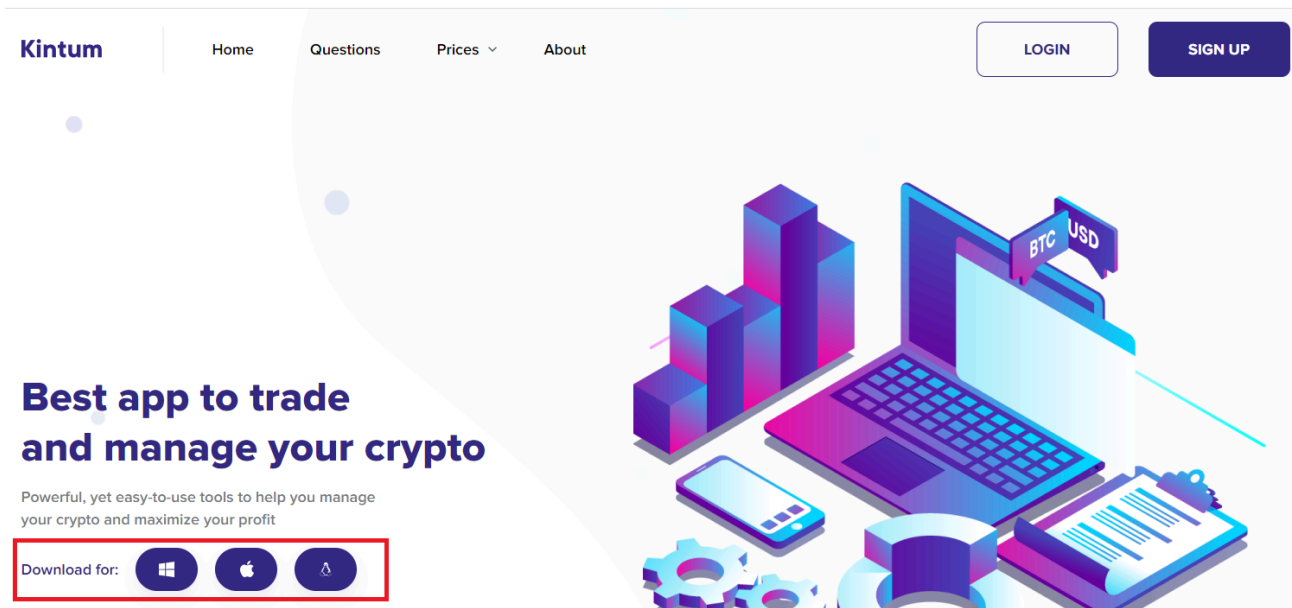 Kintum
Home
Questions
Prices
About
LOGIN
SIGN UP
BTC
USD
Best app to trade
and manage your crypto
Powerful, yet easy-to-use tools to help you manage
your crypto and maximize your profit
Download for: